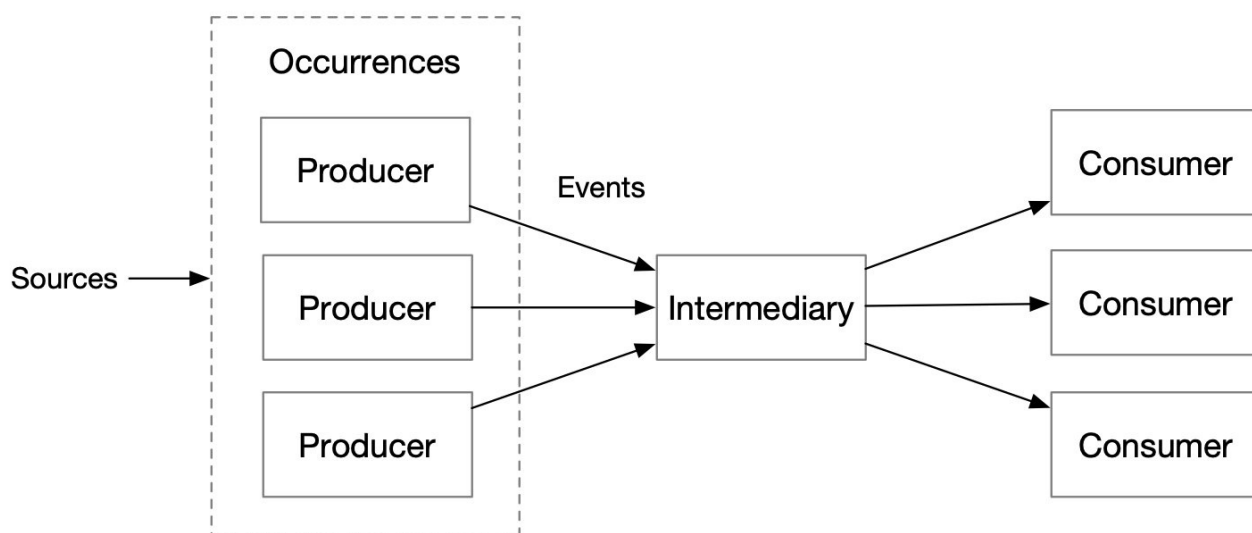 Occurrences
Producer
Consumer
Events
Sources
Producer
Intermediary
Consumer
Producer
Consumer